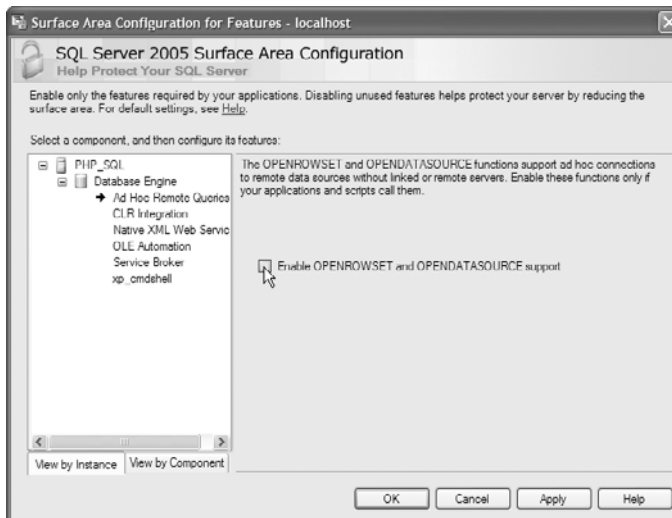 Surface Area Configuration for Features - localhost
SQL Server 2005 Surface Area Configuration
Help Protect Your SQL Server
Enable only the features required by your applications. Disabling unused features helps protect your server by reducing the
surface area. For default settings, see Help.
Select a component, and then configure its features:
PHP_SQL
Database Engine
Ad Hoc Remote Queries
CLR Integration
Native XML Web Servic
OLE Automation
Service Broker
xp_cmdshell
The OPENROWSET and OPENDATASOURCE functions support ad hoc connections
to remote data sources without linked or remote servers. Enable these functions only if
your applications and scripts call them.
Enable OPENROWSET and OPENDATASOURCE support
View by Instance View by Component
OK Cancel Apply Help